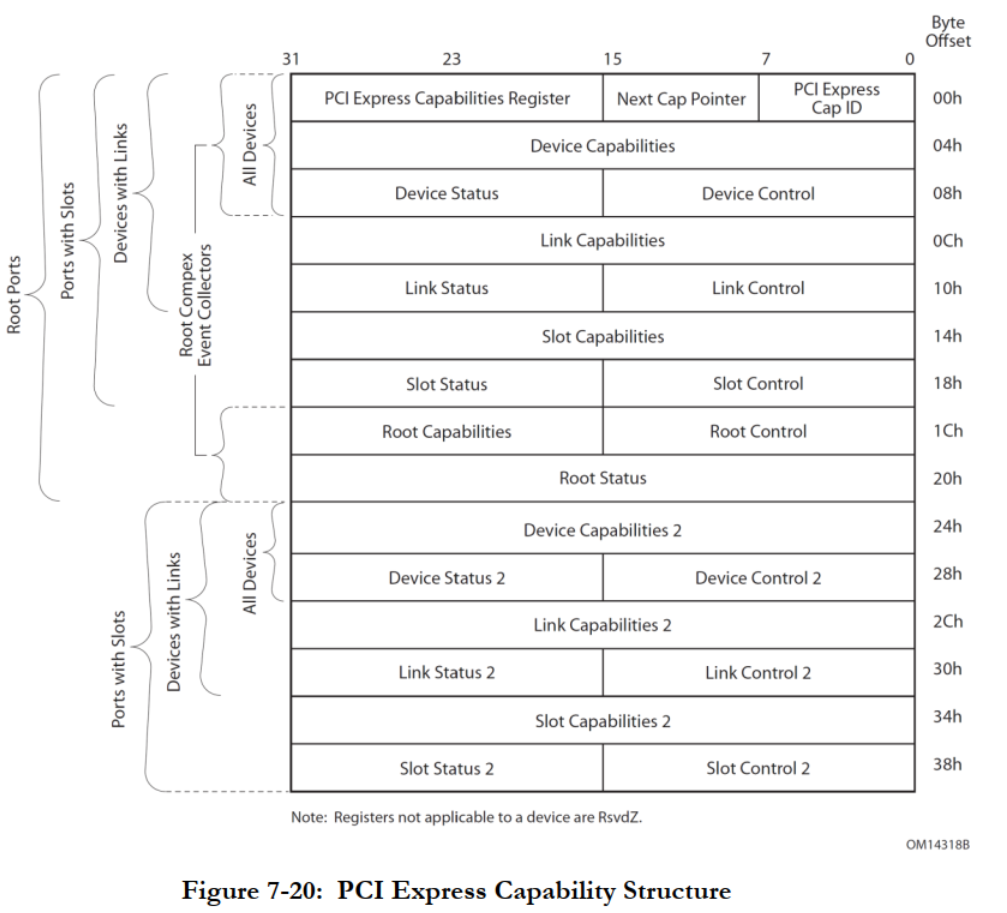 Byte
Offset
31 23 15 7 0
PCI Express Capabilities Register Next Cap Pointer PCI Express
Cap ID 00h
Device Capabilities 04h
Device Status Device Control 08h
Link Capabilities 0Ch
Link Status Link Control 10h
Slot Capabilities 14h
Slot Status Slot Control 18h
Root Capabilities Root Control 1Ch
Root Status 20h
Device Capabilities 2 24h
Device Status 2 Device Control 2 28h
Link Capabilities 2 2Ch
Link Status 2 Link Control 2 30h
Slot Capabilities 2 34h
Slot Status 2 Slot Control 2 38h
Root Ports
Ports with Slots
Devices with Links
Root Compex
Event Collectors
All Devices
Ports with Slots
Devices with Links
All Devices
Note: Registers not applicable to a device are RsvdZ.
OM14318B
Figure 7-20: PCI Express Capability Structure